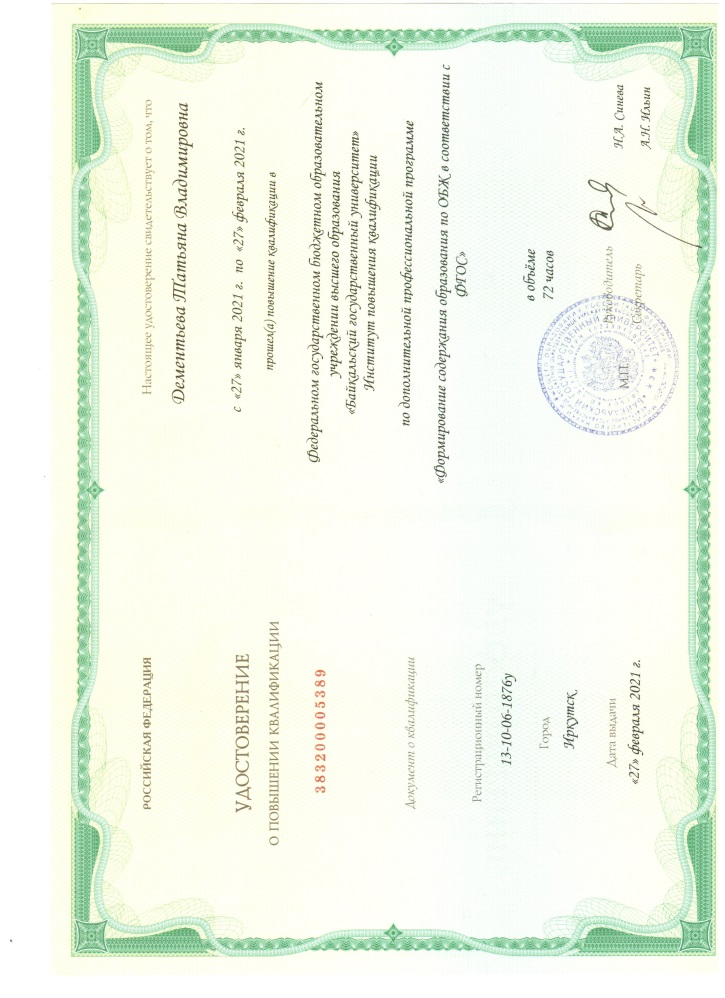 РОССИЙСКАЯ ФЕДЕРАЦИЯ
УДОСТОВЕРЕНИЕ
О ПОВЫШЕНИИ КВАЛИФИКАЦИИ
383200005389
Документ о квалификации
Регистрационный номер
13-10-06-1876у
Город
Иркутск
Дата выдачи
«27» февраля 2021 г.
Настоящее удостоверение свидетельствует о том, что
Дементьева Татьяна Владимировна
с «27» января 2021 г. по «27» февраля 2021 г.
прошел(а) повышение квалификации в
Федеральном государственном бюджетном образовательном
учреждении высшего образования
«Байкальский государственный университет»
Институт повышения квалификации
по дополнительной профессиональной программе
«Формирование содержания образования по ОБЖ в соответствии с
ФГОС»
в объёме
72 часов
Руководитель
Н.А. Синева
М.П.
Секретарь
А.Н. Ильин